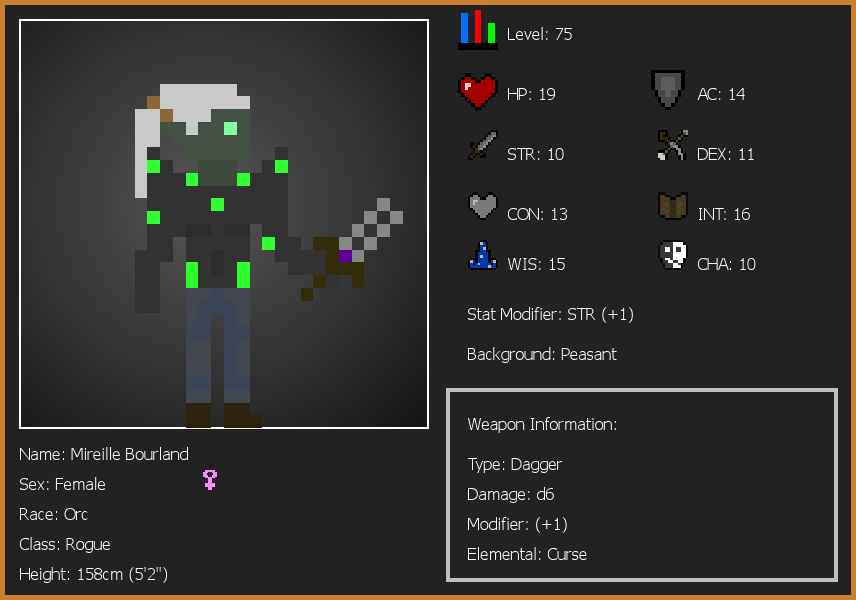 Level: 75
HP: 19
AC: 14
STR: 10
DEX: 11
CON: 13
INT: 16
WIS: 15
CHA: 10
Stat Modifier: STR (+1)
Background: Peasant
Weapon Information:
Type: Dagger
Damage: d6
Modifier: (+1)
Elemental: Curse
Name: Mireille Bourland
Sex: Female
Race: Orc
Class: Rogue
Height: 158cm (5'2")